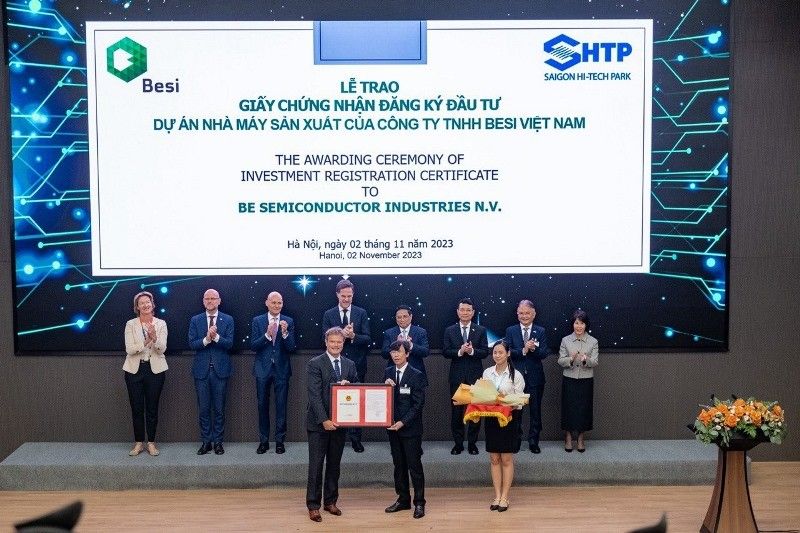 Besi
SHTP
SAIGON HI-TECH PARK
LỄ TRAO
GIẤY CHỨNG NHẬN ĐĂNG KÝ ĐẦU TƯ
DỰ ÁN NHÀ MÁY SẢN XUẤT CỦA CÔNG TY TNHH BESI VIỆT NAM
THE AWARDING CEREMONY OF
INVESTMENT REGISTRATION CERTIFICATE
TO
BE SEMICONDUCTOR INDUSTRIES N.V.
Hà Nội, ngày 02 tháng 11 năm 2023
Hanoi, 02 November 2023